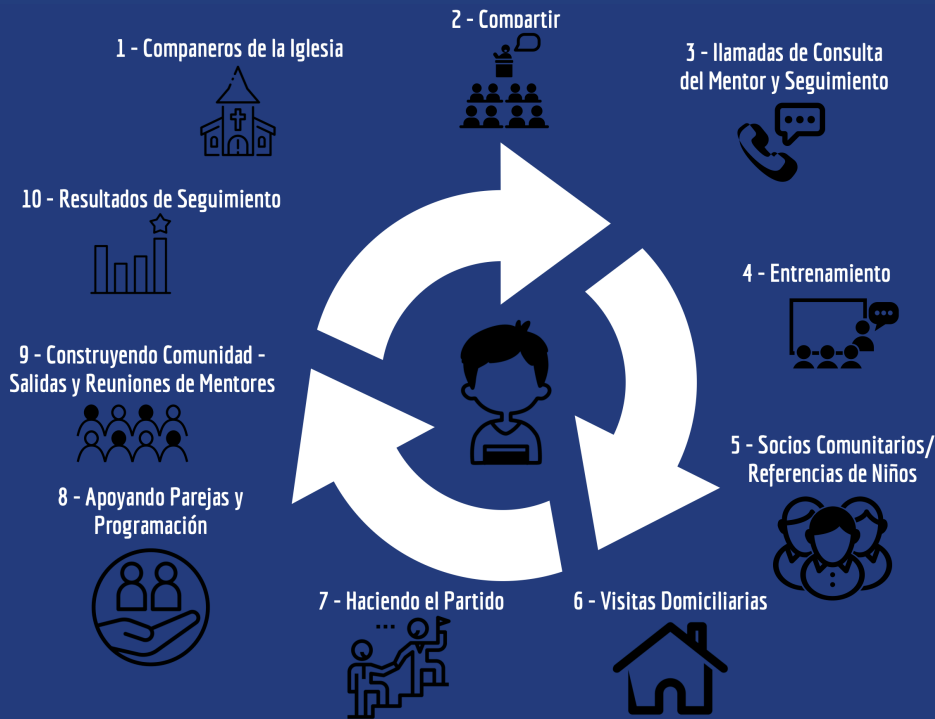 1 - Companeros de la Iglesia
2 - Compartir
3 - llamadas de Consulta
del Mentor y Seguimiento
4 - Entrenamiento
5 - Socios Comunitarios/
Referencias de Niños
6 - Visitas Domiciliarias
7 - Haciendo el Partido
8 - Apoyando Parejas y
Programación
9 - Construyendo Comunidad -
Salidas y Reuniones de Mentores
10 - Resultados de Seguimiento